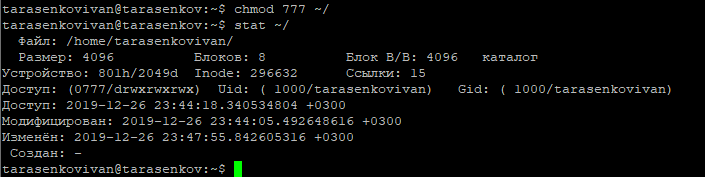 tarasenkovivan@tarasenkov:~$ chmod 777 ~/
tarasenkovivan@tarasenkov:~$ stat ~/
Файл: /home/tarasenkovivan/
Размер: 4096 Блоков: 8 Блок В/В: 4096 каталог
Устройство: 801h/2049d Inode: 296632 Ссылки: 15
Доступ: (0777/drwxrwxrwx) Uid: ( 1000/tarasenkovivan) Gid: ( 1000/tarasenkovivan)
Доступ: 2019-12-26 23:44:18.340534804 +0300
Модифицирован: 2019-12-26 23:44:05.492648616 +0300
Изменён: 2019-12-26 23:47:55.842605316 +0300
Создан: -
tarasenkovivan@tarasenkov:~$